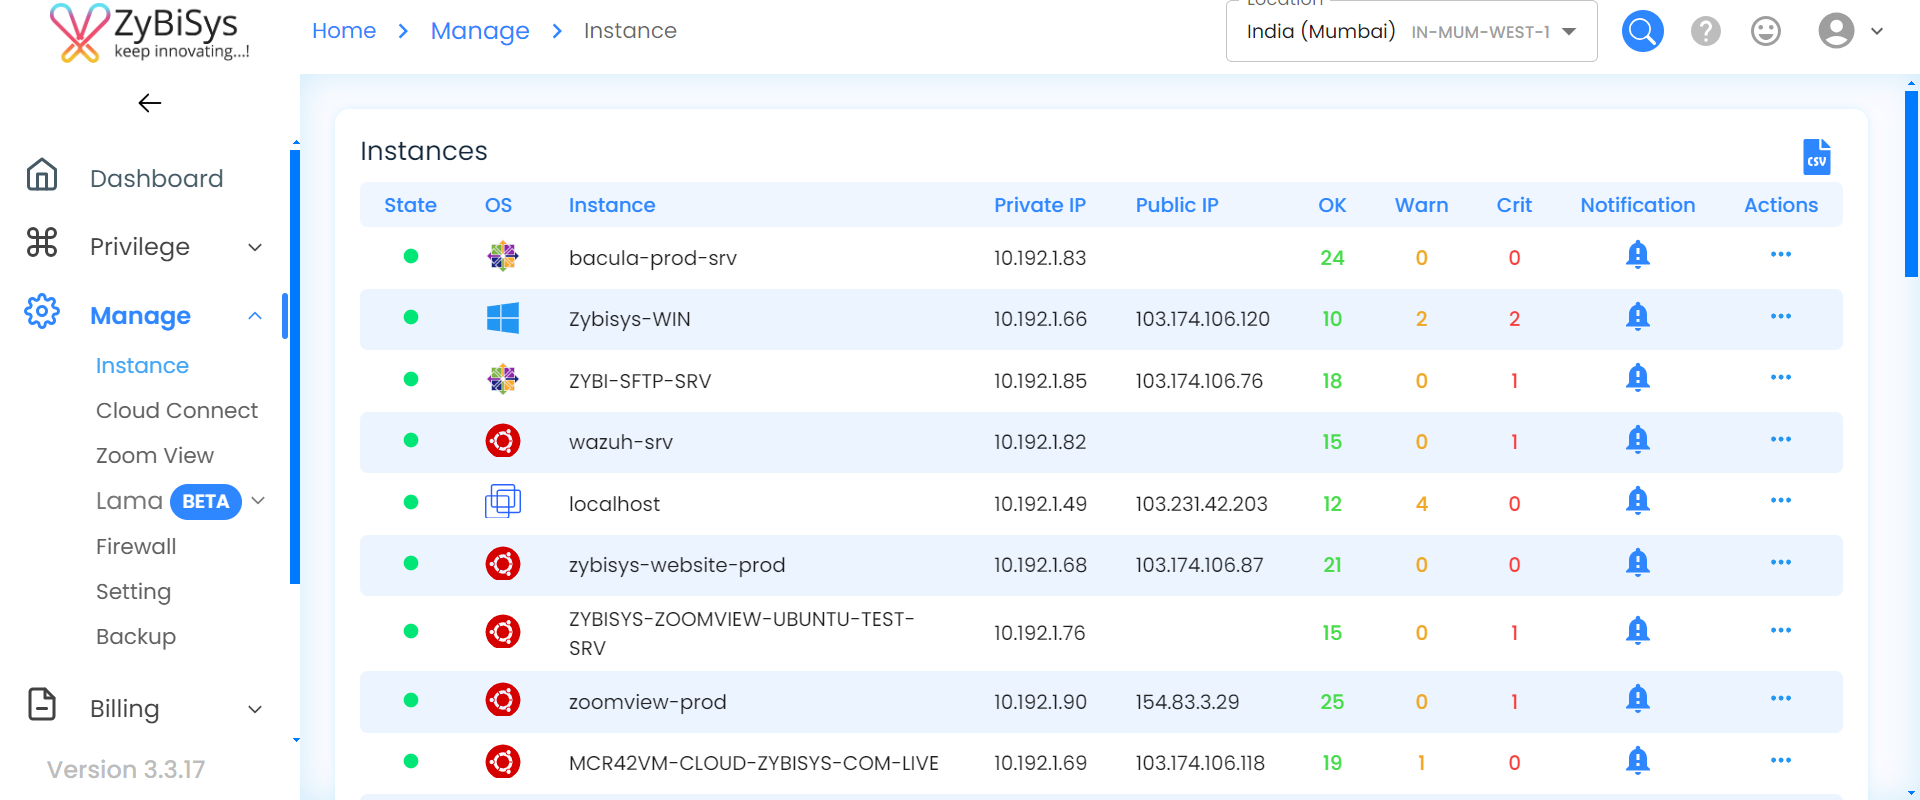 ZyBiSys
keep innovating...!
Home > Manage > Instance
Location
India (Mumbai) IN-MUM-WEST-1
Dashboard
Privilege
Manage
Instance
Cloud Connect
Zoom View
Lama BETA
Firewall
Setting
Backup
Billing
Version 3.3.17
Instances
CSV
State OS Instance Private IP Public IP OK Warn Crit Notification Actions
bacula-prod-srv 10.192.1.83 24 0 0
Zybisys-WIN 10.192.1.66 103.174.106.120 10 2 2
ZYBI-SFTP-SRV 10.192.1.85 103.174.106.76 18 0 1
wazuh-srv 10.192.1.82 15 0 1
localhost 10.192.1.49 103.231.42.203 12 4 0
zybisys-website-prod 10.192.1.68 103.174.106.87 21 0 0
ZYBISYS-ZOOMVIEW-UBUNTU-TEST-
SRV 10.192.1.76 15 0 1
zoomview-prod 10.192.1.90 154.83.3.29 25 0 1
MCR42VM-CLOUD-ZYBISYS-COM-LIVE 10.192.1.69 103.174.106.118 19 1 0